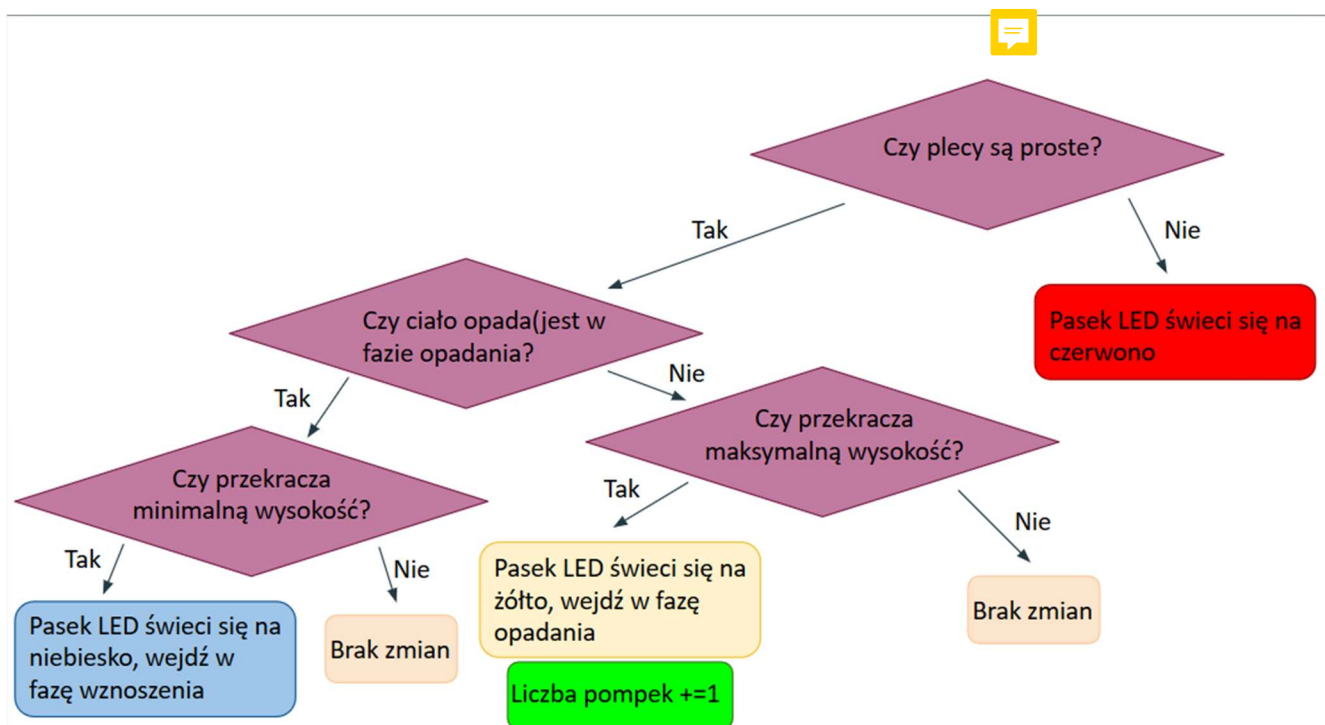 Czy plecy są proste?
Tak
Nie
Czy ciało opada(jest w
fazie opadania?
Pasek LED świeci się na
czerwono
Tak
Nie
Czy przekracza
minimalną wysokość?
Czy przekracza
maksymalną wysokość?
Tak
Nie
Tak
Nie
Pasek LED świeci się na
niebiesko, wejdź w
fazę wznoszenia
Brak zmian
Pasek LED świeci się na
żółto, wejdź w fazę
opadania
Liczba pompek +=1
Brak zmian